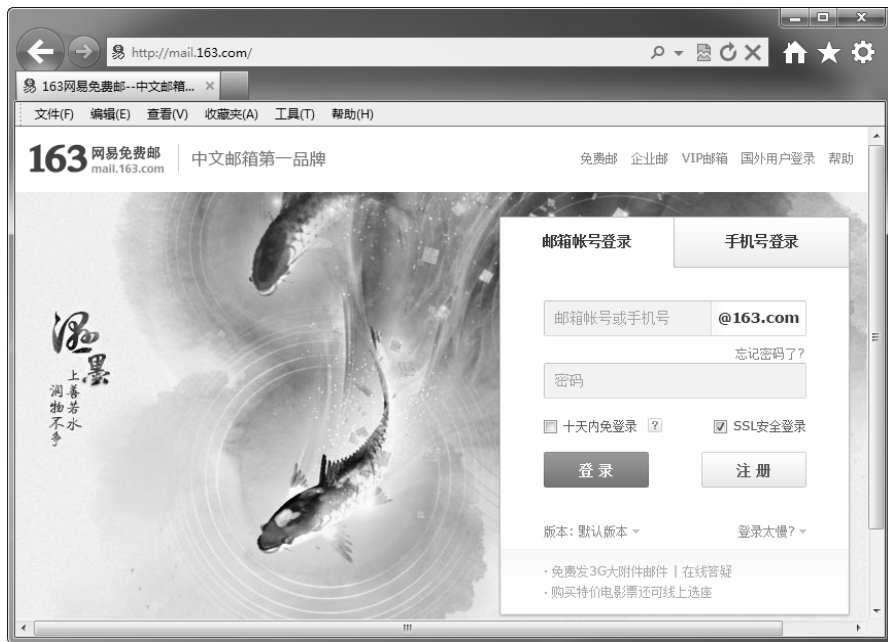 http://mail.163.com/
163网易免费邮--中文邮箱...
文件(F) 编辑(E) 查看(V) 收藏夹(A) 工具(T) 帮助(H)
163 网易免费邮 中文邮箱第一品牌
mail.163.com
免费邮 企业邮 VIP邮箱 国外用户登录 帮助
墨
上善若水
润物不争
邮箱帐号登录 手机号登录
邮箱帐号或手机号 @163.com
忘记密码了?
密码
十天内免登录 ? SSL安全登录
登 录 注 册
版本: 默认版本 登录太慢?
· 免费发3G大附件邮件 | 在线答疑
· 购买特价电影票还可线上选座